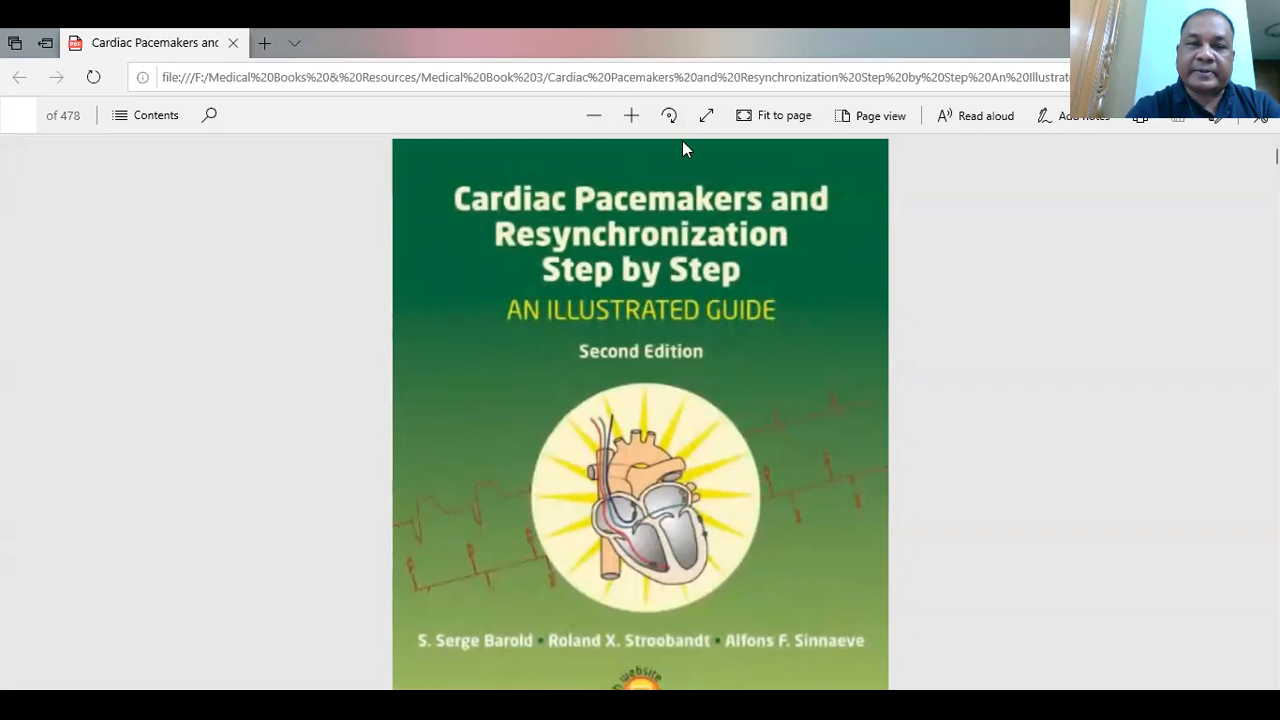 Cardiac Pacemakers and
file:///F:/Medical%20Books%20&%20Resources/Medical%20Book%203/Cardiac%20Pacemakers%20and%20Resynchronization%20Step%20by%20Step%20An%20Illustrat
of 478
Contents
Fit to page
Page view
Read aloud
Cardiac Pacemakers and
Resynchronization
Step by Step
AN ILLUSTRATED GUIDE
Second Edition
S. Serge Barold • Roland X. Stroobandt • Alfons F. Sinnaeve
website